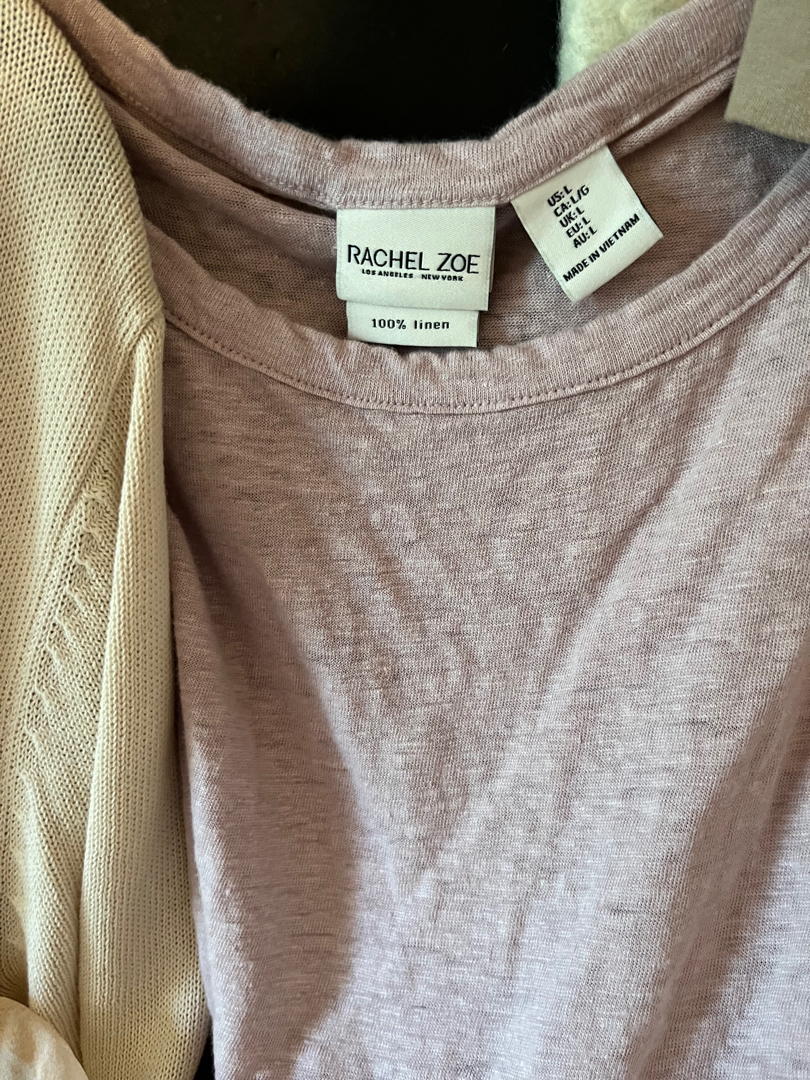 RACHEL ZOE
LOS ANGELES NEW YORK
100% linen
US: L
CA: L/G
UK: L
EU: L
AU: L
MADE IN VIETNAM